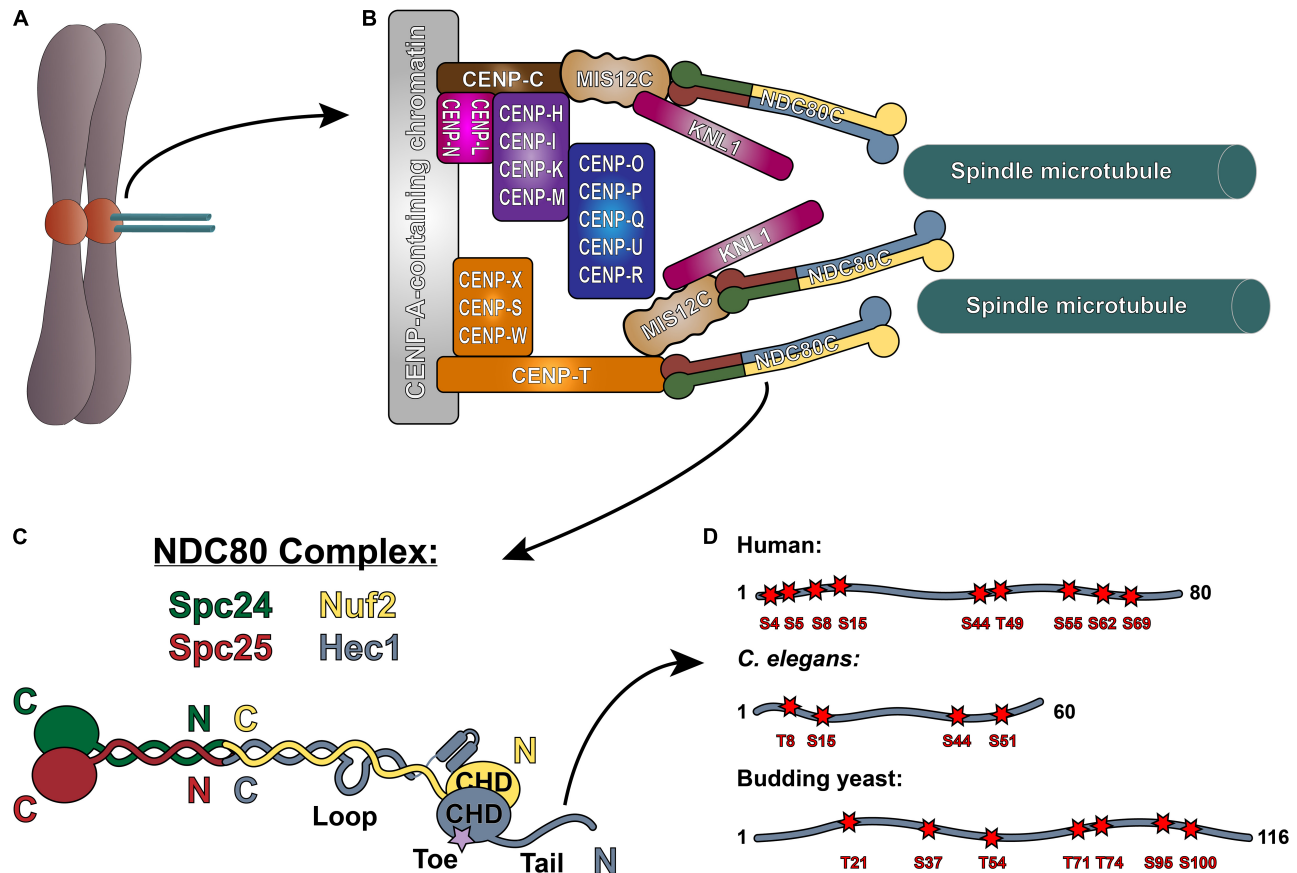 A
B
CENP-A-containing chromatin
CENP-C
MIS12C
NDC80C
KNL1
CENP-N
CENP-L
CENP-H
CENP-I
CENP-K
CENP-M
CENP-O
CENP-P
CENP-Q
CENP-U
CENP-R
Spindle microtubule
KNL1
NDC80C
MIS12C
CENP-X
CENP-S
CENP-W
CENP-T
NDC80C
Spindle microtubule
C
NDC80 Complex:
Spc24 Nuf2
Spc25 Hec1
C
C
N
N
C
C
Loop
CHD
CHD
N
Toe
Tail
N
D
Human:
1 80
S4 S5 S8 S15 S44 T49 S55 S62 S69
C. elegans:
1 60
T8 S15 S44 S51
Budding yeast:
1 116
T21 S37 T54 T71 T74 S95 S100